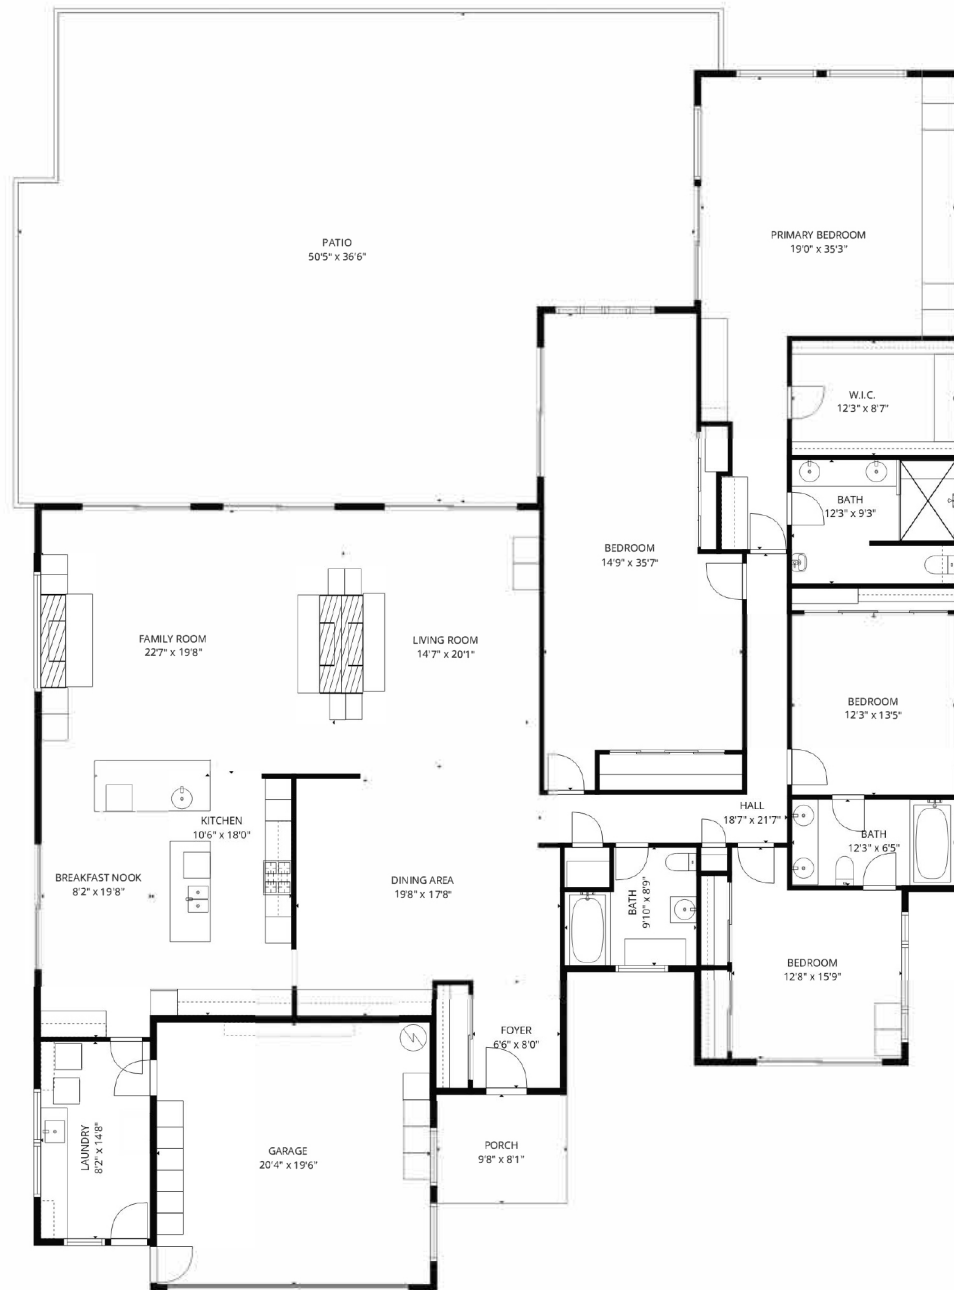 PATIO
50'5" x 36'6"
PRIMARY BEDROOM
19'0" x 35'3"
W.I.C.
12'3" x 8'7"
BATH
12'3" x 9'3"
BEDROOM
14'9" x 35'7"
FAMILY ROOM
22'7" x 19'8"
LIVING ROOM
14'7" x 20'1"
BEDROOM
12'3" x 13'5"
HALL
18'7" x 21'7"
KITCHEN
10'6" x 18'0"
BATH
12'3" x 6'5"
BREAKFAST NOOK
8'2" x 19'8"
DINING AREA
19'8" x 17'8"
BATH
9'10" x 8'9"
BEDROOM
12'8" x 15'9"
FOYER
6'6" x 8'0"
LAUNDRY
8'2" x 14'8"
GARAGE
20'4" x 19'6"
PORCH
9'8" x 8'1"